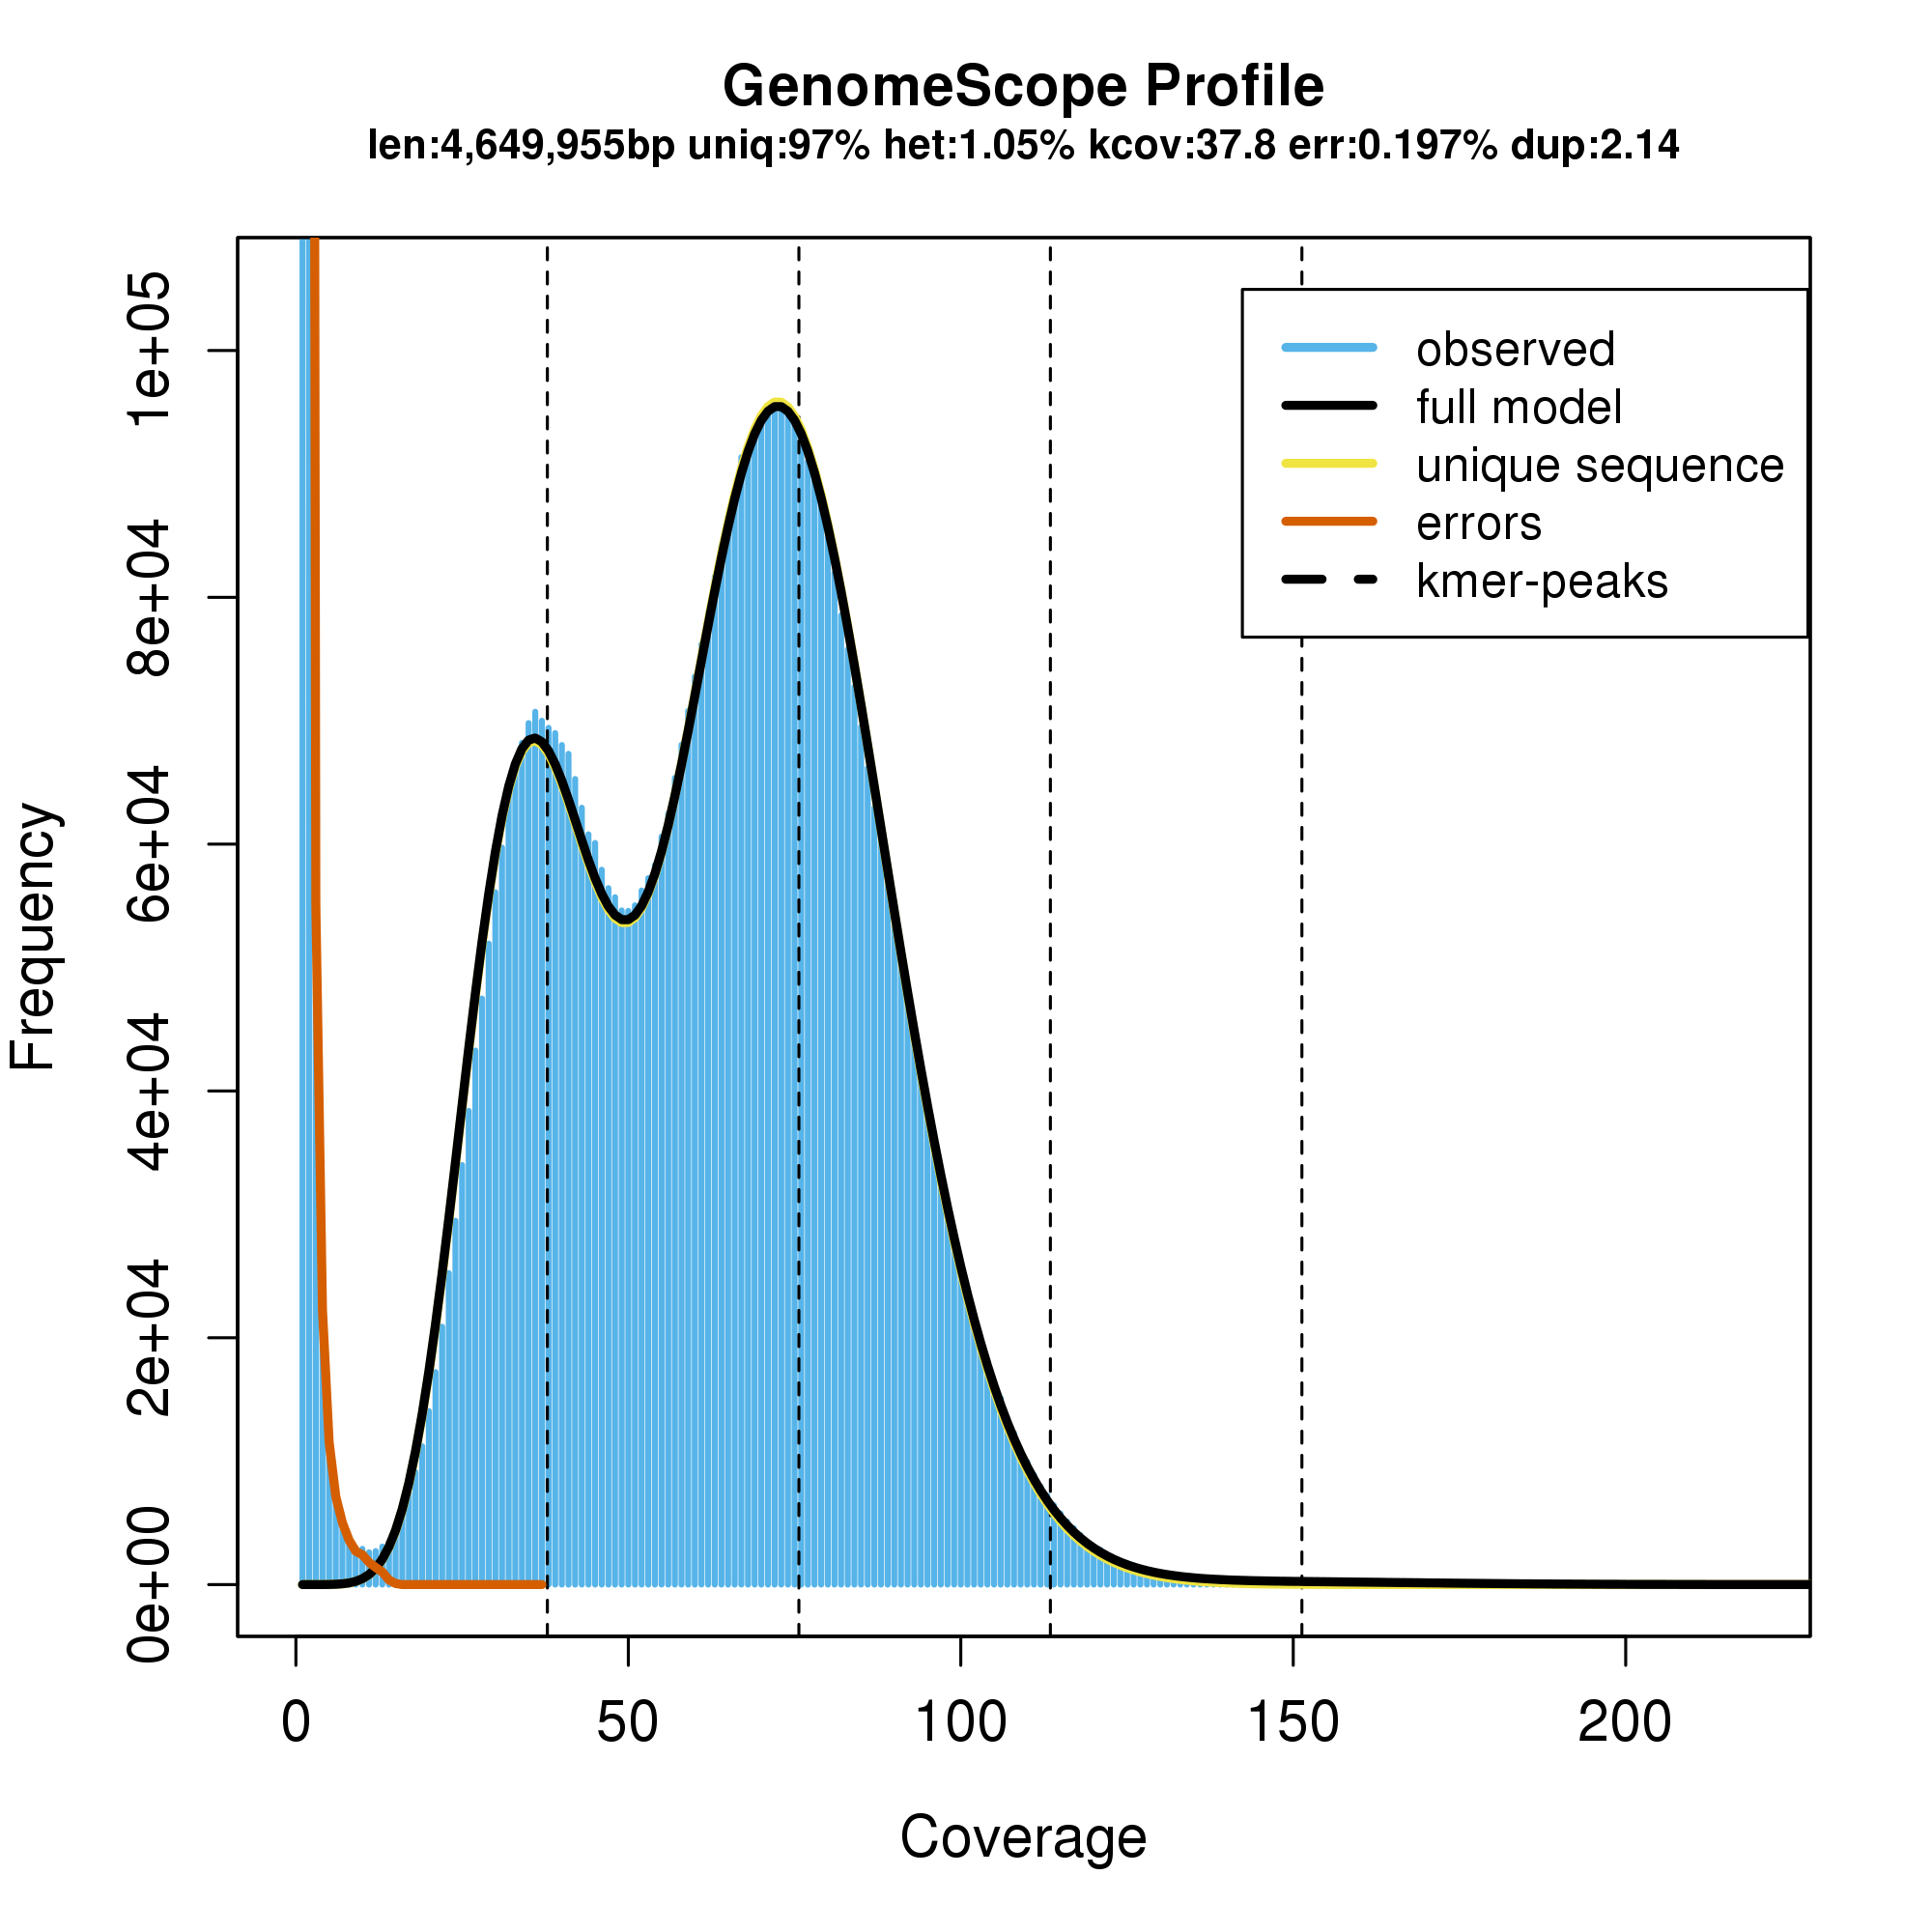 GenomeScope Profile
len:4,649,955bp uniq:97% het:1.05% kcov:37.8 err:0.197% dup:2.14
observed
full model
unique sequence
errors
kmer-peaks
Frequency
1e+05
8e+04
6e+04
4e+04
2e+04
0e+00
0 50 100 150 200
Coverage